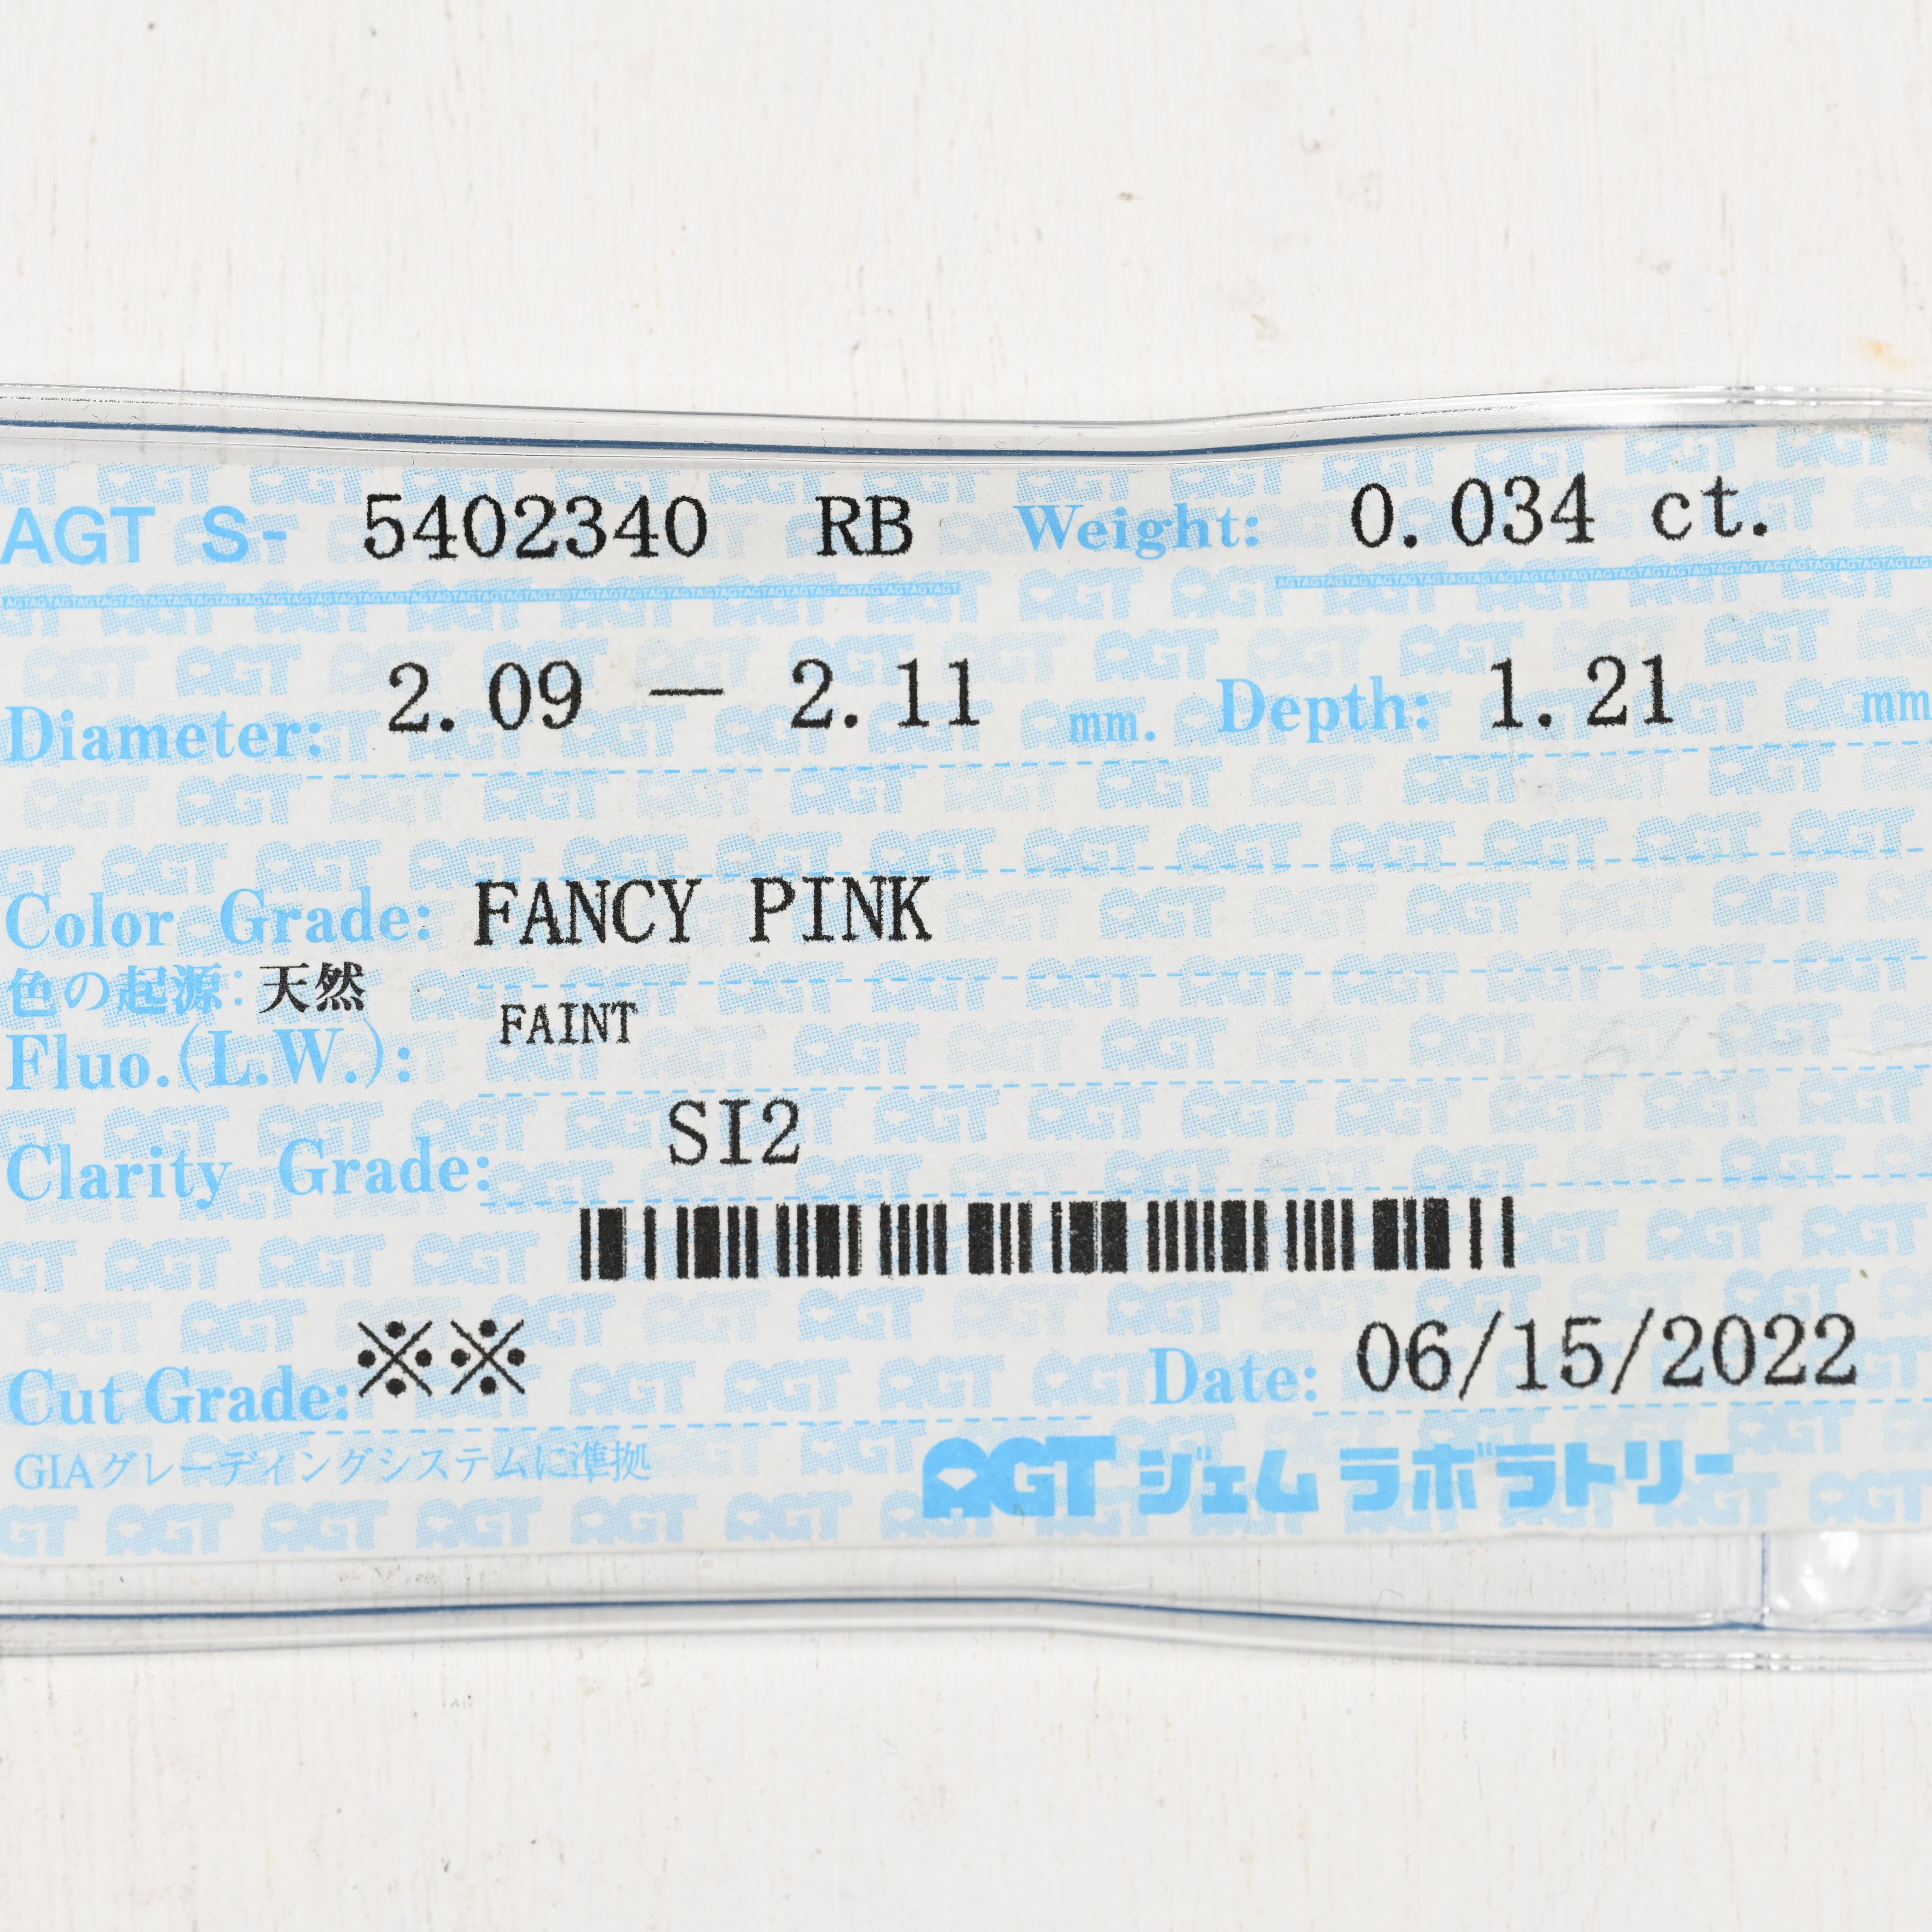 AGT S- 5402340 RB Weight: 0.034 ct.
Diameter: 2.09 — 2.11 mm. Depth: 1.21 mm
Color Grade: FANCY PINK
色の起源: 天然
Fluo.(L.W.): FAINT
Clarity Grade: SI2
Cut Grade: ※※ Date: 06/15/2022
GIAグレーディングシステムに準拠
AGT ジェム ラボラトリー